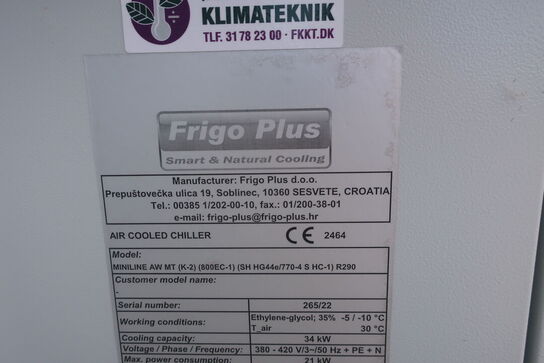 KLIMATEKNIK
TLF. 31 78 23 00 · FKKT.DK
Frigo Plus
Smart & Natural Cooling
Manufacturer: Frigo Plus d.o.o.
Prepuštovečka ulica 19, Soblinec, 10360 SESVETE, CROATIA
Tel.: 00385 1/202-00-10, fax.: 01/200-38-01
e-mail: frigo-plus@frigo-plus.hr
AIR COOLED CHILLER CE 2464
Model:
MINILINE AW MT (K-2) (800EC-1) (SH HG44e/770-4 S HC-1) R290
Customer model name:
-
Serial number: 265/22
Working conditions: Ethylene-glycol; 35% -5 / -10 °C
T_air 30 °C
Cooling capacity: 34 kW
Voltage / Phase / Frequency: 380 - 420 V/3~/50 Hz + PE + N
Max. power consumption: 21 kW